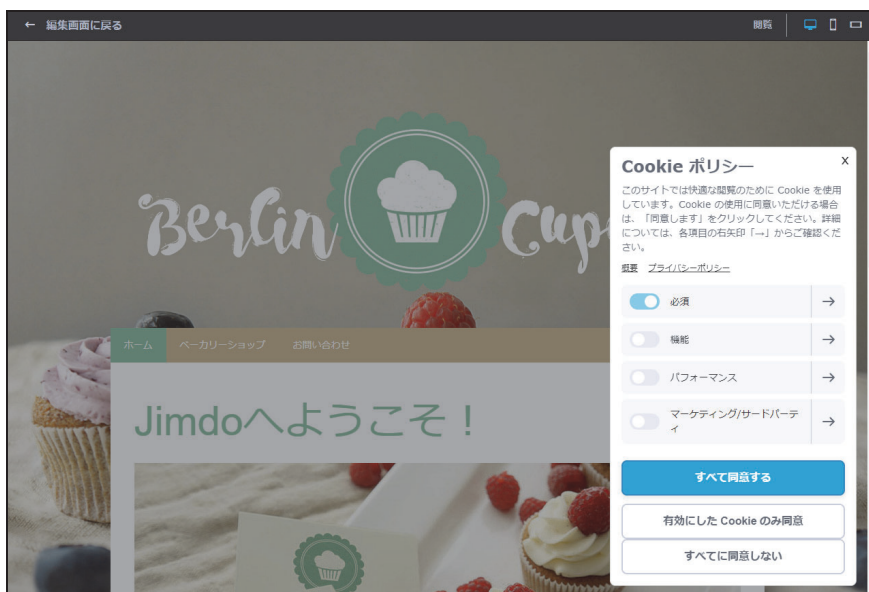 ← 編集画面に戻る
閲覧
Berlin
Cup
Cookie ポリシー
x
このサイトでは快適な閲覧のために Cookie を使用
しています。Cookie の使用に同意いただける場合
は、「同意します」をクリックしてください。詳細
については、各項目の右矢印「→」からご確認くだ
さい。
概要 プライバシーポリシー
必須 →
機能 →
パフォーマンス →
マーケティング/サードパーテ
ィ →
すべて同意する
有効にした Cookie のみ同意
すべてに同意しない
ホーム ベーカリーショップ お問い合わせ
Jimdoへようこそ！